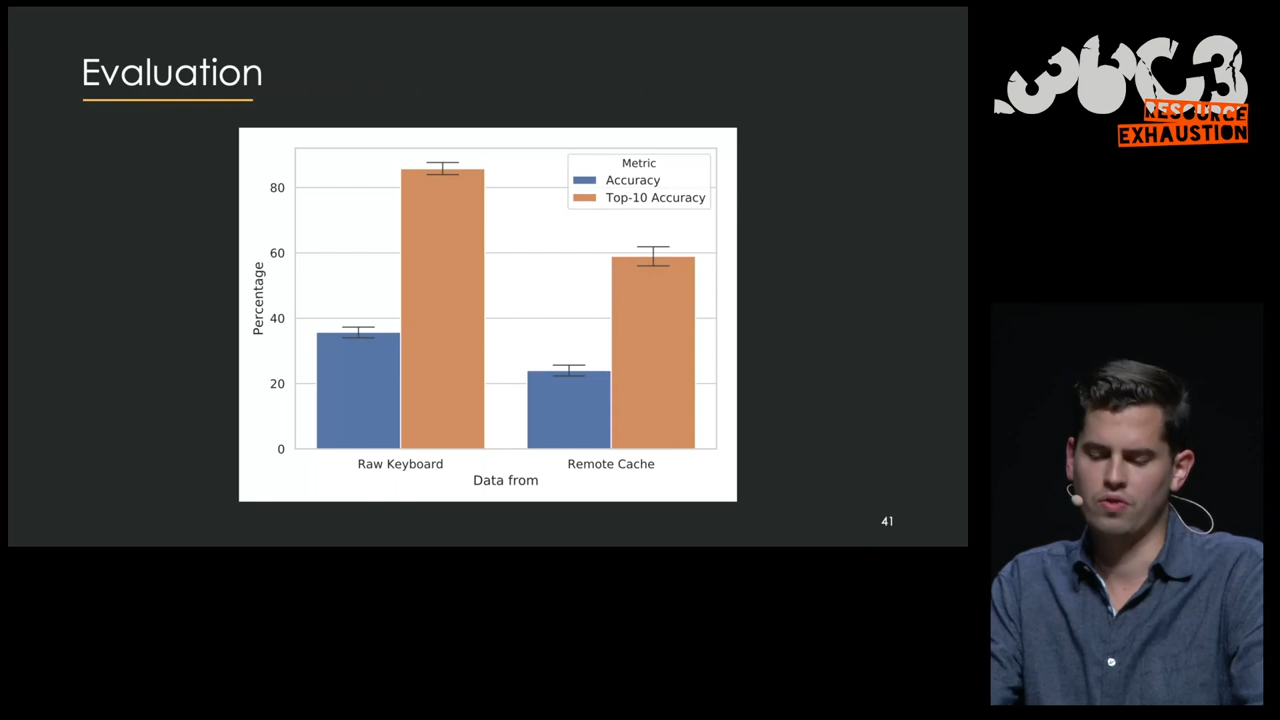 Evaluation
Metric
Accuracy
Top-10 Accuracy
80
60
40
20
0
Percentage
Raw Keyboard
Remote Cache
Data from
41
36C3
RESOURCE
EXHAUSTION